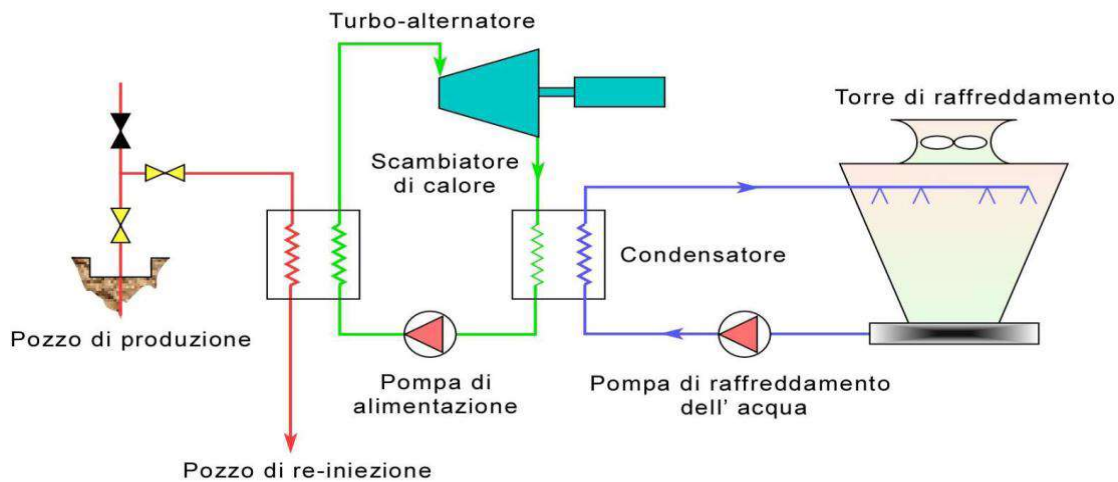 Turbo-alternatore
Torre di raffreddamento
Scambiatore
di calore
Condensatore
Pozzo di produzione
Pompa di
alimentazione
Pompa di raffreddamento
dell' acqua
Pozzo di re-iniezione